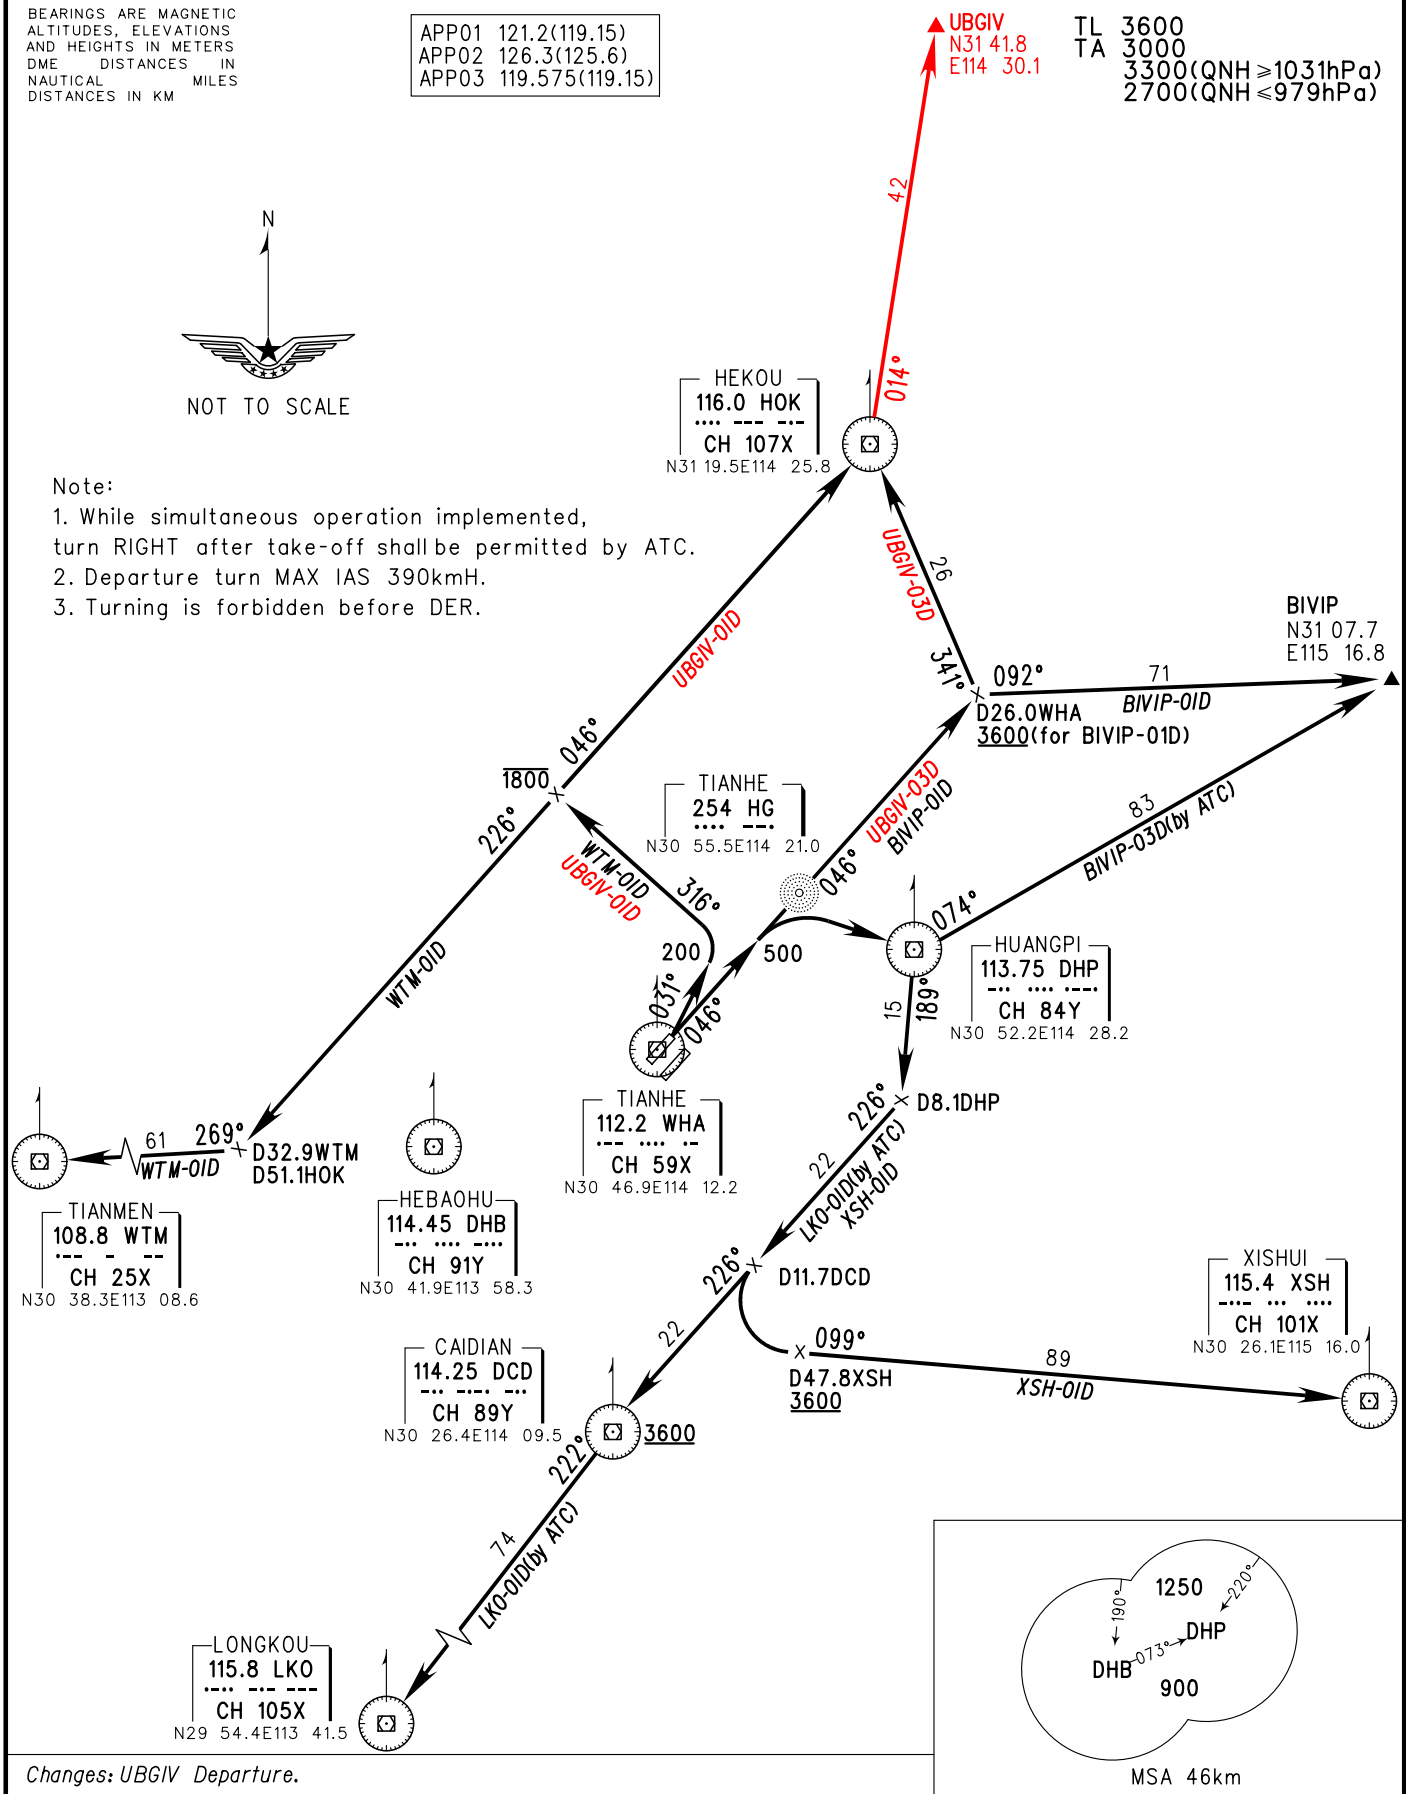 BEARINGS ARE MAGNETIC
ALTITUDES, ELEVATIONS
AND HEIGHTS IN METERS
DME DISTANCES IN
NAUTICAL MILES
DISTANCES IN KM
APP01 121.2(119.15)
APP02 126.3(125.6)
APP03 119.575(119.15)
UBGIV
N31 41.8
E114 30.1
TL 3600
TA 3000
3300(QNH ≥1031hPa)
2700(QNH ≤979hPa)
42
N
NOT TO SCALE
014°
HEKOU
116.0 HOK
CH 107X
N31 19.5E114 25.8
Note:
1. While simultaneous operation implemented,
turn RIGHT after take-off shall be permitted by ATC.
2. Departure turn MAX IAS 390kmH.
3. Turning is forbidden before DER.
UBGIV-01D
UBGIV-03D
26
341°
BIVIP
N31 07.7
E115 16.8
092°
71
BIVIP-01D
D26.0WHA
3600(for BIVIP-01D)
046°
1800
226°
WTM-01D
UBGIV-01D
316°
TIANHE
254 HG
N30 55.5E114 21.0
UBGIV-03D
BIVIP-01D
046°
83
BIVIP-03D(by ATC)
074°
WTM-01D
200
500
031°
046°
HUANGPI
113.75 DHP
CH 84Y
N30 52.2E114 28.2
15
189°
TIANHE
112.2 WHA
CH 59X
N30 46.9E114 12.2
226°
D8.1DHP
61
269°
WTM-01D
D32.9WTM
D51.1HOK
22
LKO-01D(by ATC)
XSH-01D
TIANMEN
108.8 WTM
CH 25X
N30 38.3E113 08.6
HEBAOHU
114.45 DHB
CH 91Y
N30 41.9E113 58.3
226°
D11.7DCD
XISHUI
115.4 XSH
CH 101X
N30 26.1E115 16.0
22
099°
D47.8XSH
3600
89
XSH-01D
CAIDIAN
114.25 DCD
CH 89Y
N30 26.4E114 09.5
3600
222°
74
LKO-01D(by ATC)
LONGKOU
115.8 LKO
CH 105X
N29 54.4E113 41.5
1250
190°
220°
DHP
073°
DHB
900
MSA 46km
Changes: UBGIV Departure.